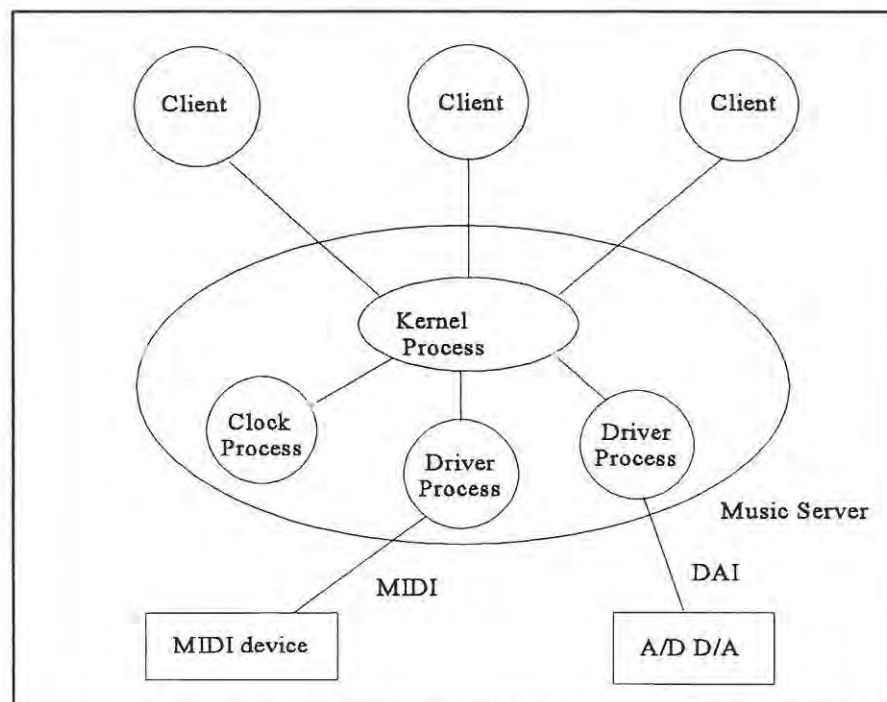 Client
Client
Client
Kernel
Process
Clock
Process
Driver
Process
Driver
Process
Music Server
MIDI
DAI
MIDI device
A/D D/A